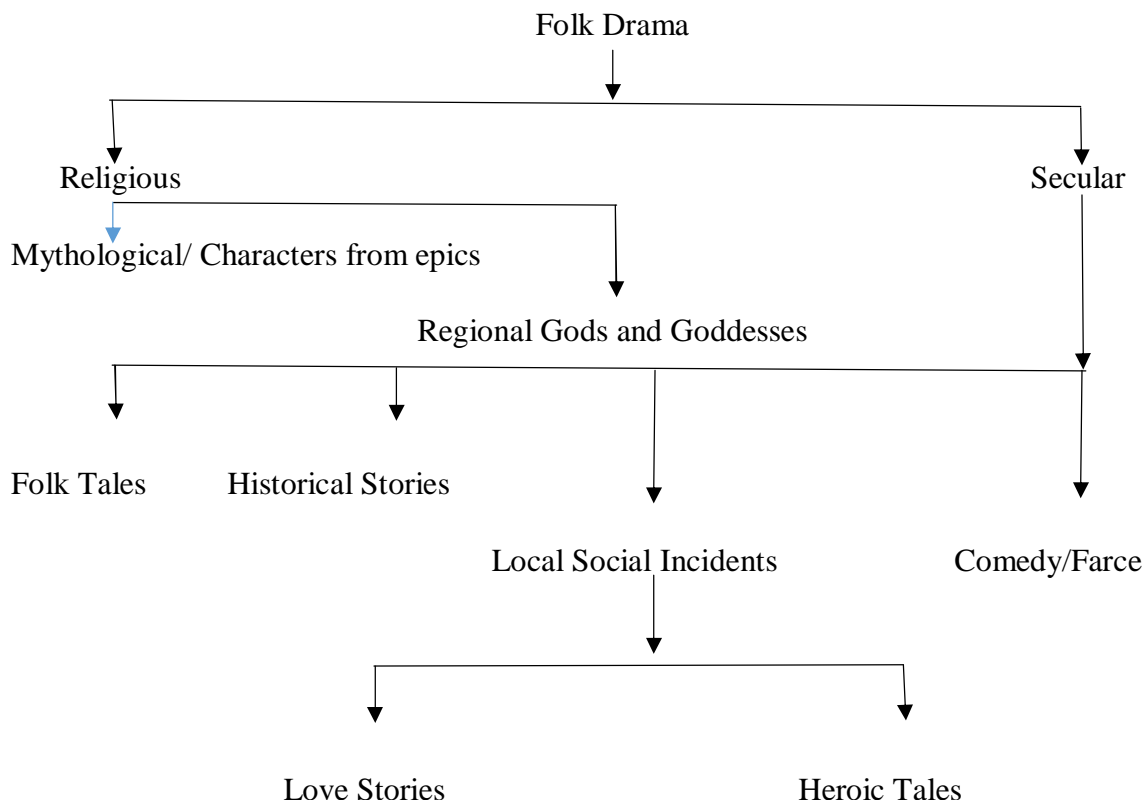 Folk Drama
Religious Secular
Mythological/ Characters from epics
Regional Gods and Goddesses
Folk Tales Historical Stories
Local Social Incidents Comedy/Farce
Love Stories Heroic Tales